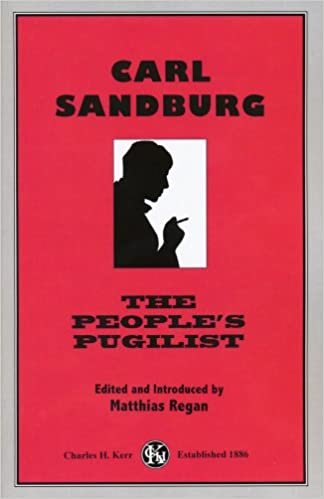 CARL
SANDBURG
THE
PEOPLE'S
PUGILIST
Edited and Introduced by
Matthias Regan
Charles H. Kerr
Established 1886